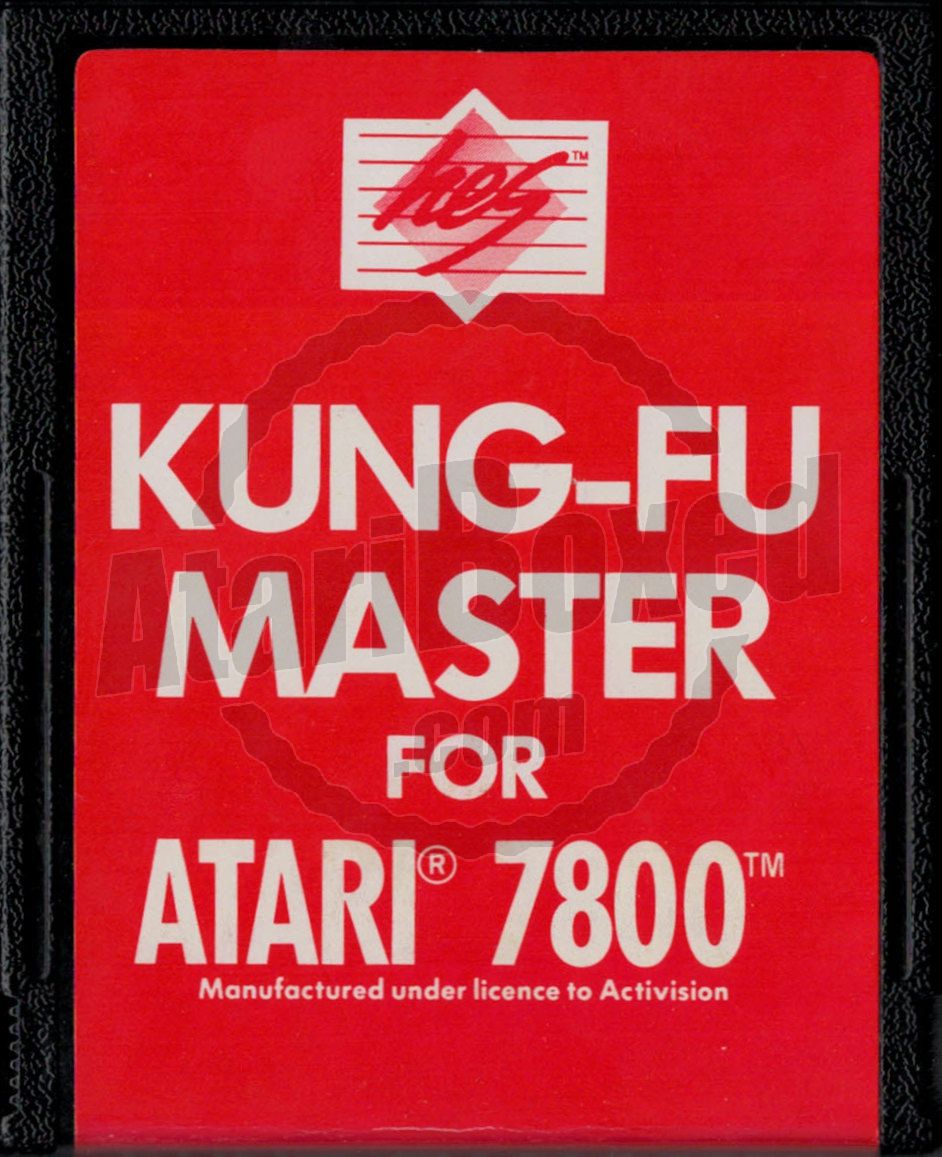 hes™
KUNG-FU
MASTER
FOR
ATARI® 7800™
Manufactured under licence to Activision
AtariBoxed
.com